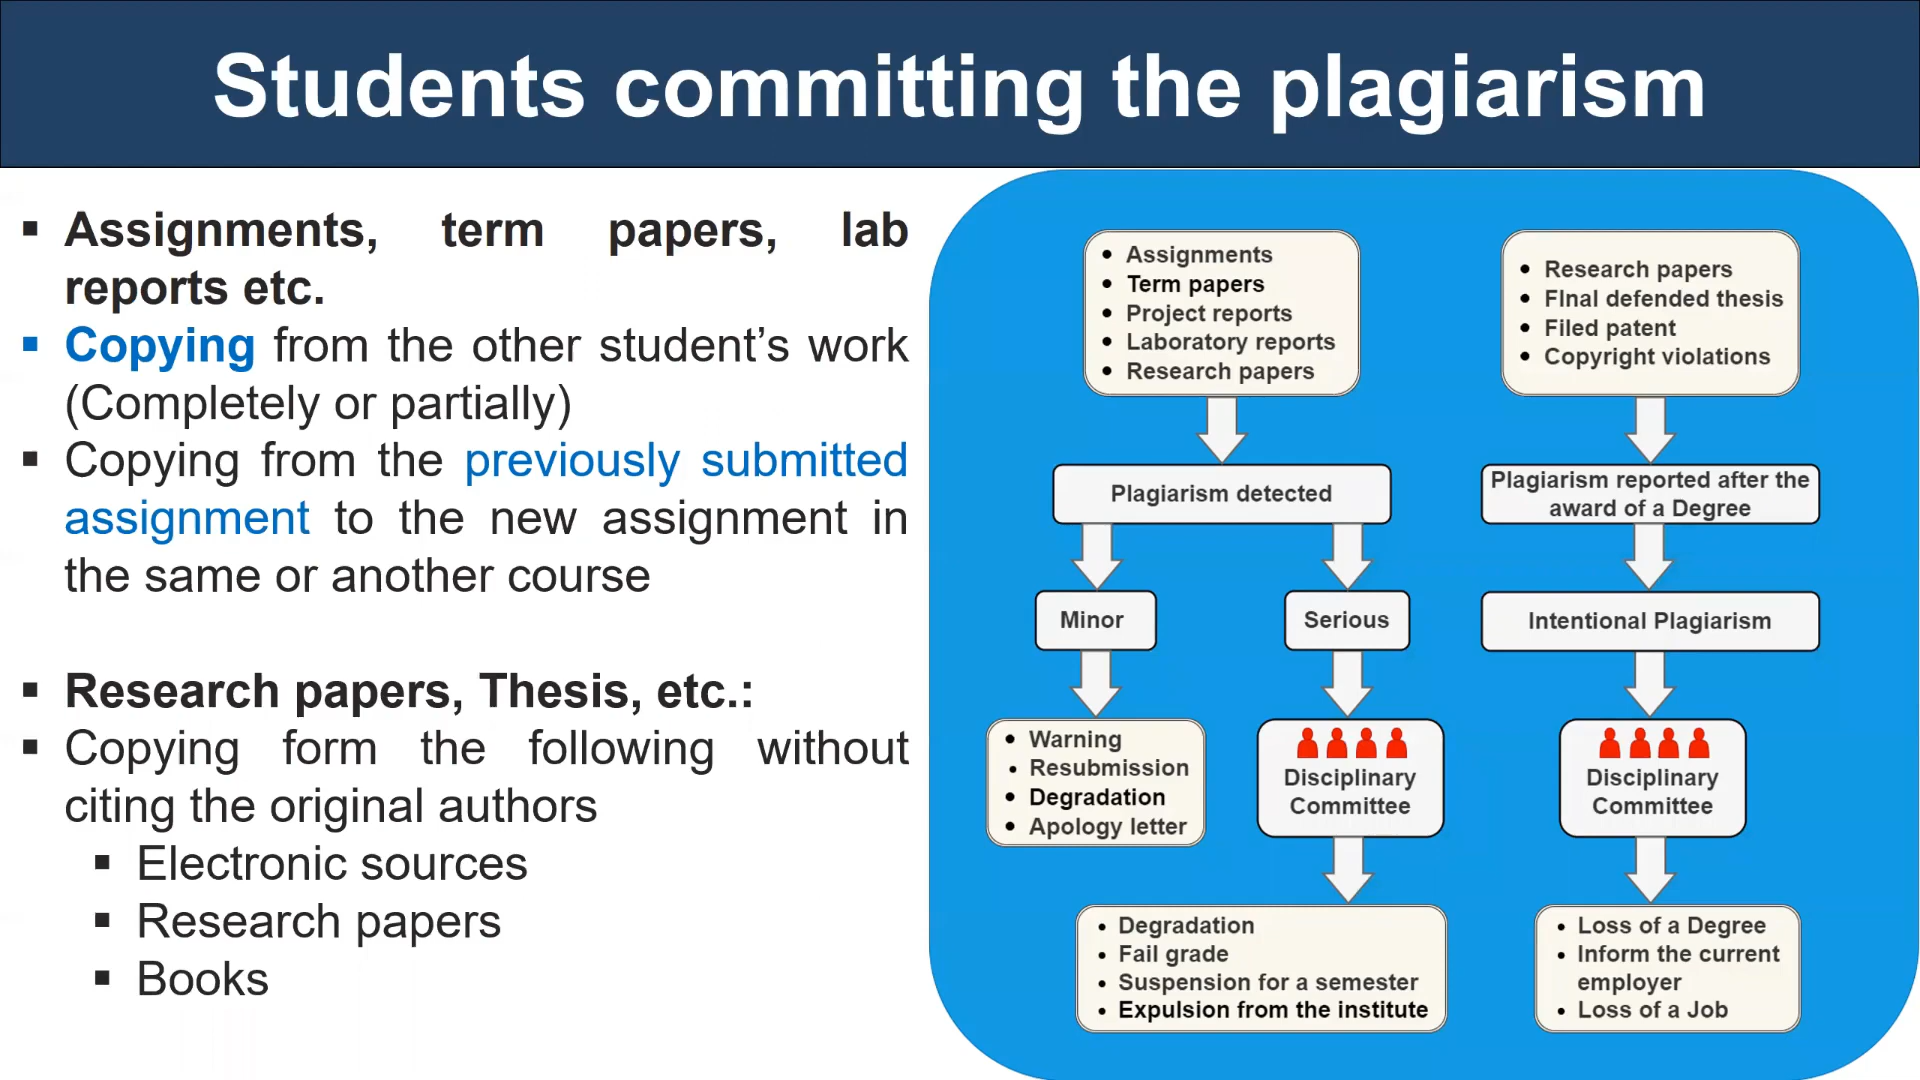 Students committing the plagiarism
▪ Assignments, term papers, lab
reports etc.
▪ Copying from the other student’s work
(Completely or partially)
▪ Copying from the previously submitted
assignment to the new assignment in
the same or another course
▪ Research papers, Thesis, etc.:
▪ Copying form the following without
citing the original authors
▪ Electronic sources
▪ Research papers
▪ Books
• Assignments
• Term papers
• Project reports
• Laboratory reports
• Research papers
Plagiarism detected
Minor
Serious
• Warning
• Resubmission
• Degradation
• Apology letter
Disciplinary
Committee
• Degradation
• Fail grade
• Suspension for a semester
• Expulsion from the institute
• Research papers
• FInal defended thesis
• Filed patent
• Copyright violations
Plagiarism reported after the
award of a Degree
Intentional Plagiarism
Disciplinary
Committee
• Loss of a Degree
• Inform the current
employer
• Loss of a Job